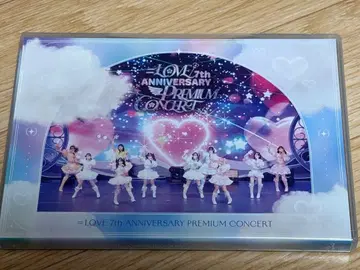 =LOVE 7th
ANNIVERSARY
PREMIUM
CONCERT
=LOVE 7th ANNIVERSARY PREMIUM CONCERT